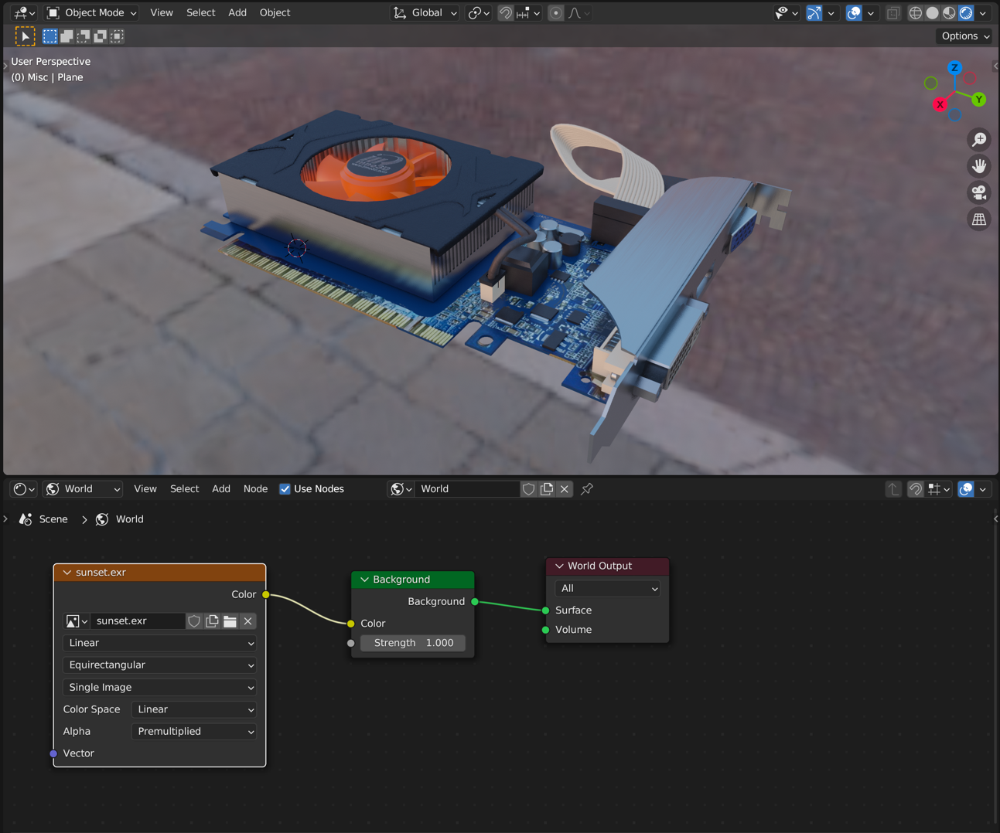 Object Mode View Select Add Object Global
Options
User Perspective
(0) Misc | Plane
Z
Y
X
World View Select Add Node Use Nodes World
Scene > World
sunset.exr
Color
sunset.exr
Linear
Equirectangular
Single Image
Color Space Linear
Alpha Premultiplied
Vector
Background
Background
Color
Strength 1.000
World Output
All
Surface
Volume